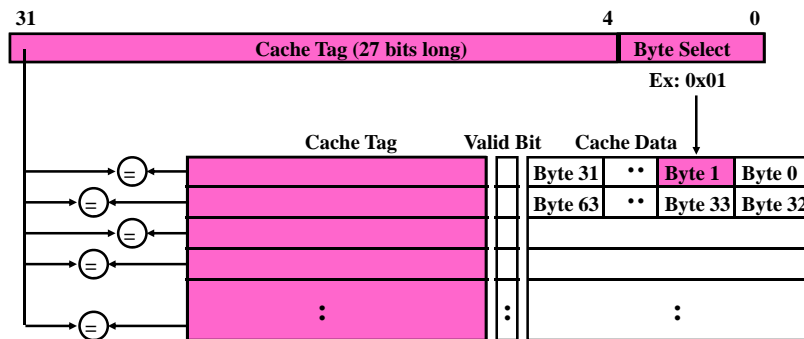 31 4 0
Cache Tag (27 bits long) Byte Select
Ex: 0x01
Cache Tag Valid Bit Cache Data
= Byte 31 .. Byte 1 Byte 0
= Byte 63 .. Byte 33 Byte 32
=
=
= : : :